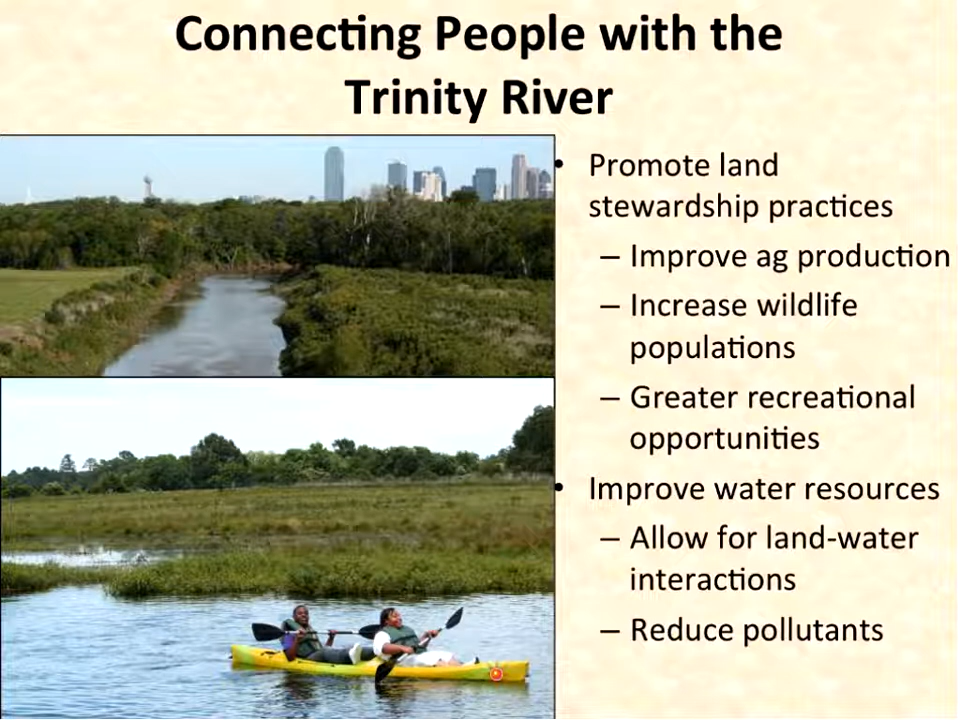 Connecting People with the
Trinity River
• Promote land
stewardship practices
– Improve ag production
– Increase wildlife
populations
– Greater recreational
opportunities
• Improve water resources
– Allow for land-water
interactions
– Reduce pollutants